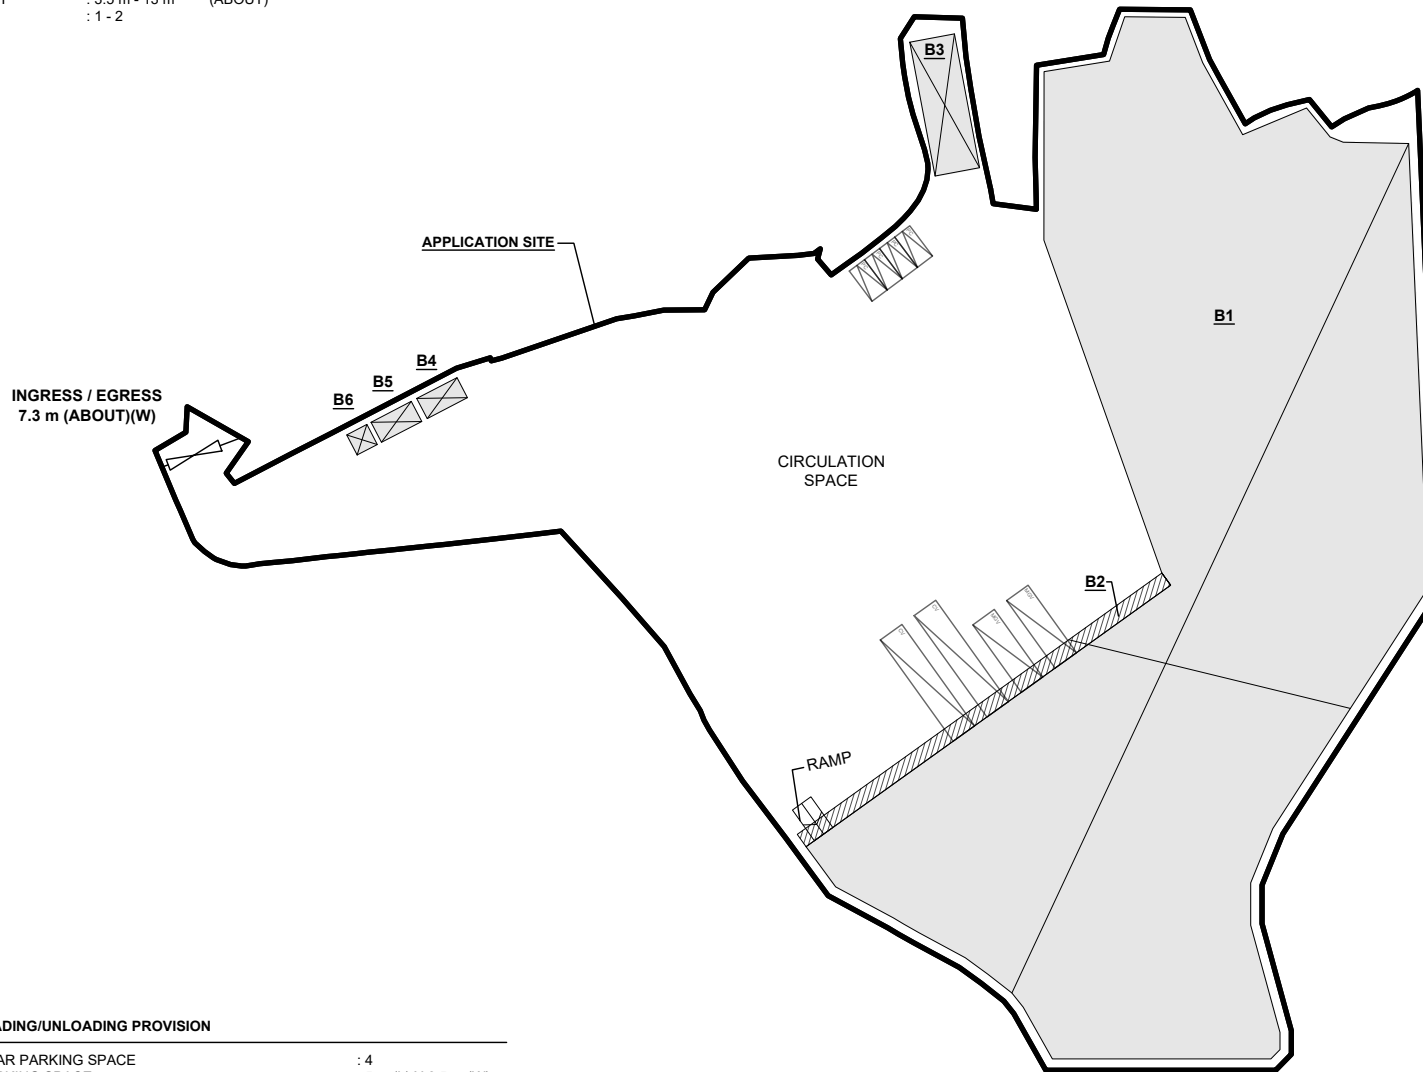 : 1 - 2
B3
APPLICATION SITE
B1
B4
B5
B6
INGRESS / EGRESS
7.3 m (ABOUT)(W)
CIRCULATION
SPACE
B2
RAMP
ADING/UNLOADING PROVISION
AR PARKING SPACE : 4